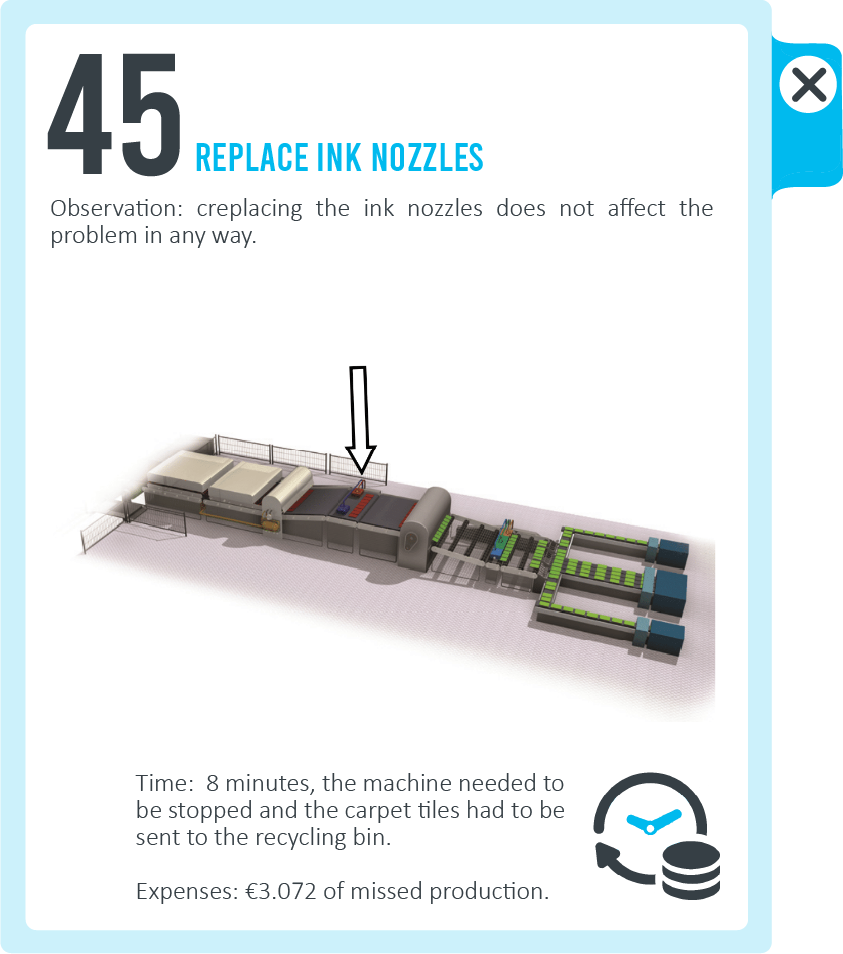 45
REPLACE INK NOZZLES
Observation: creplacing the ink nozzles does not affect the
problem in any way.
Time:  8 minutes, the machine needed to
be stopped and the carpet tiles had to be
sent to the recycling bin.
Expenses: €3.072 of missed production.